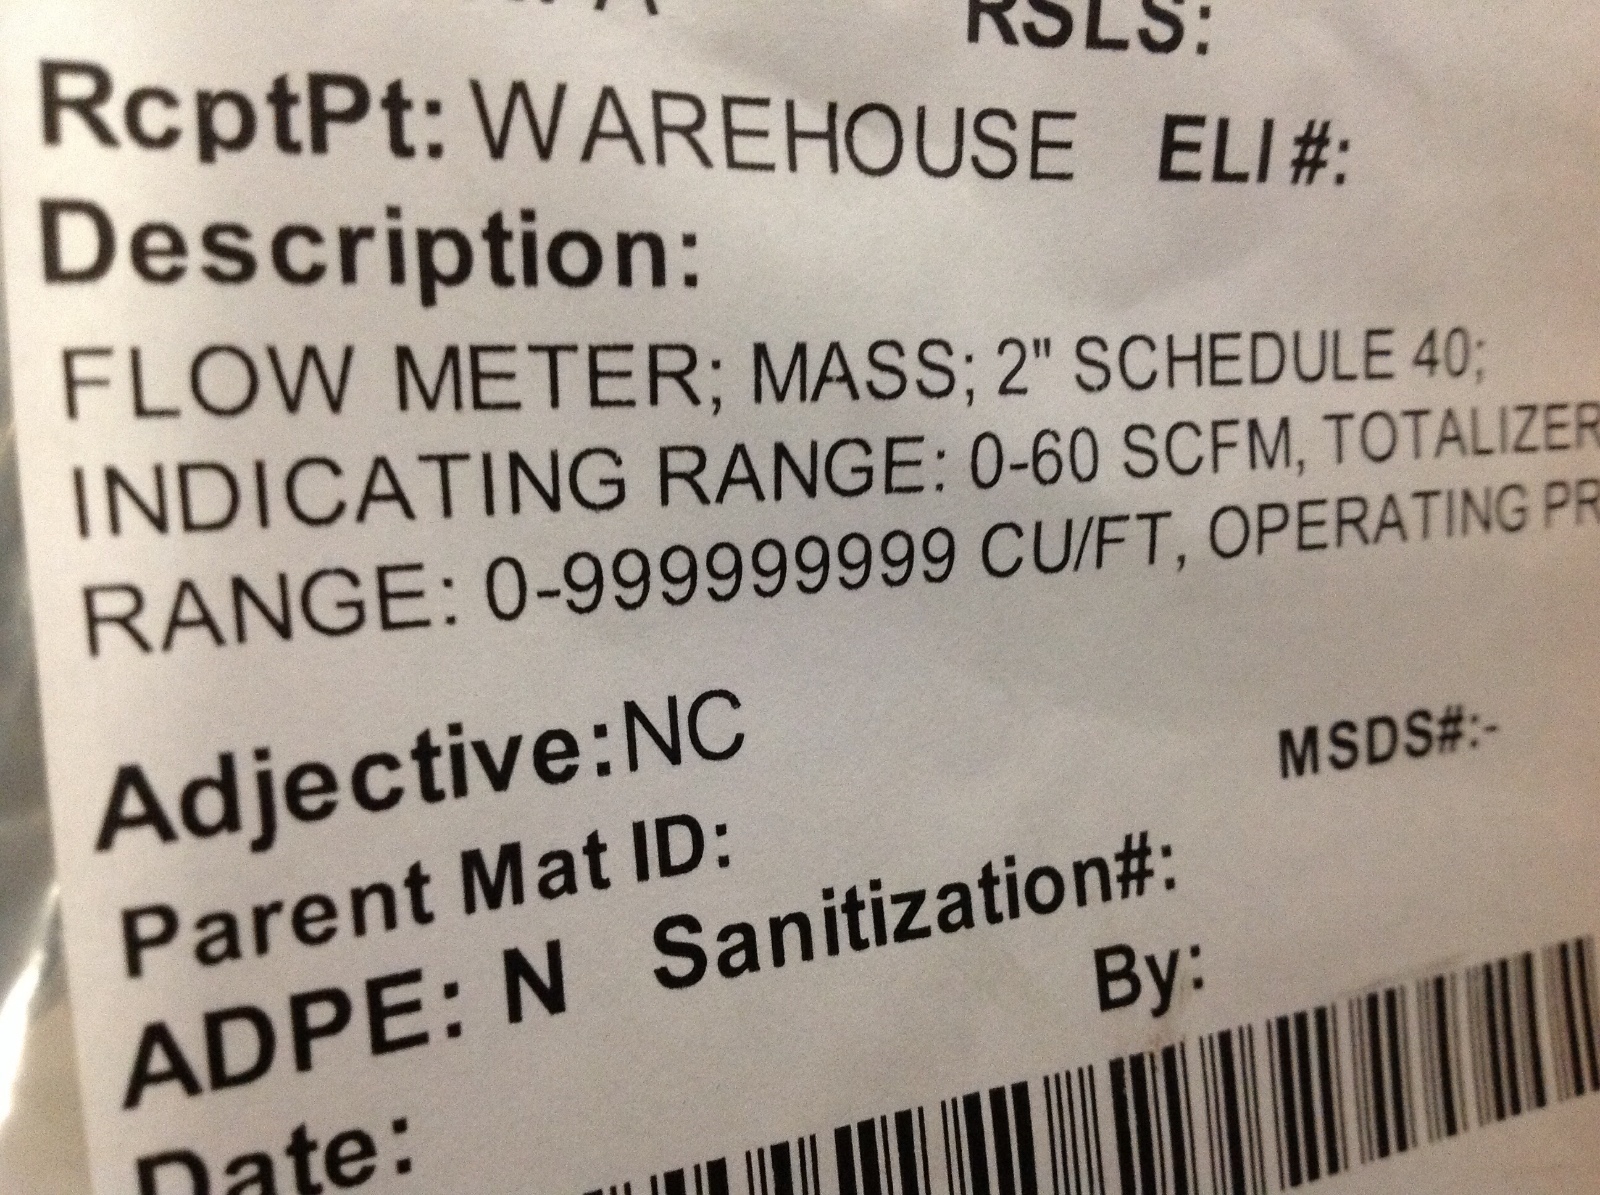 RSLS:
RcptPt: WAREHOUSE ELI #:
Description:
FLOW METER; MASS; 2" SCHEDULE 40;
INDICATING RANGE: 0-60 SCFM, TOTALIZER
RANGE: 0-999999999 CU/FT, OPERATING PR
Adjective:NC
MSDS#:-
Parent Mat ID:
ADPE: N Sanitization#:
By:
Date: